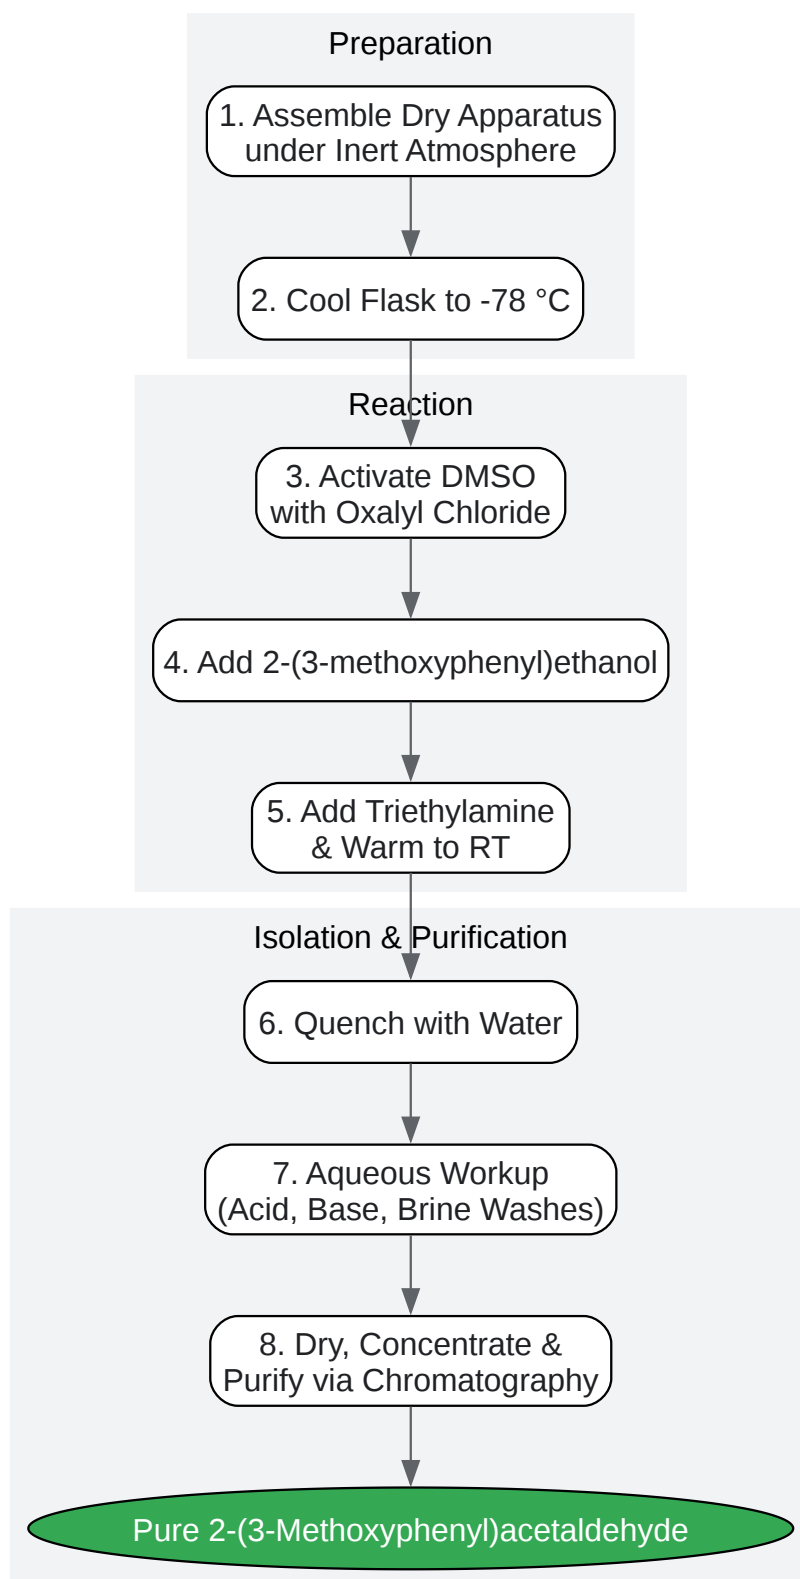 Preparation
1. Assemble Dry Apparatus
under Inert Atmosphere
2. Cool Flask to -78 °C
Reaction
3. Activate DMSO
with Oxalyl Chloride
4. Add 2-(3-methoxyphenyl)ethanol
5. Add Triethylamine
& Warm to RT
Isolation & Purification
6. Quench with Water
7. Aqueous Workup
(Acid, Base, Brine Washes)
8. Dry, Concentrate &
Purify via Chromatography
Pure 2-(3-Methoxyphenyl)acetaldehyde